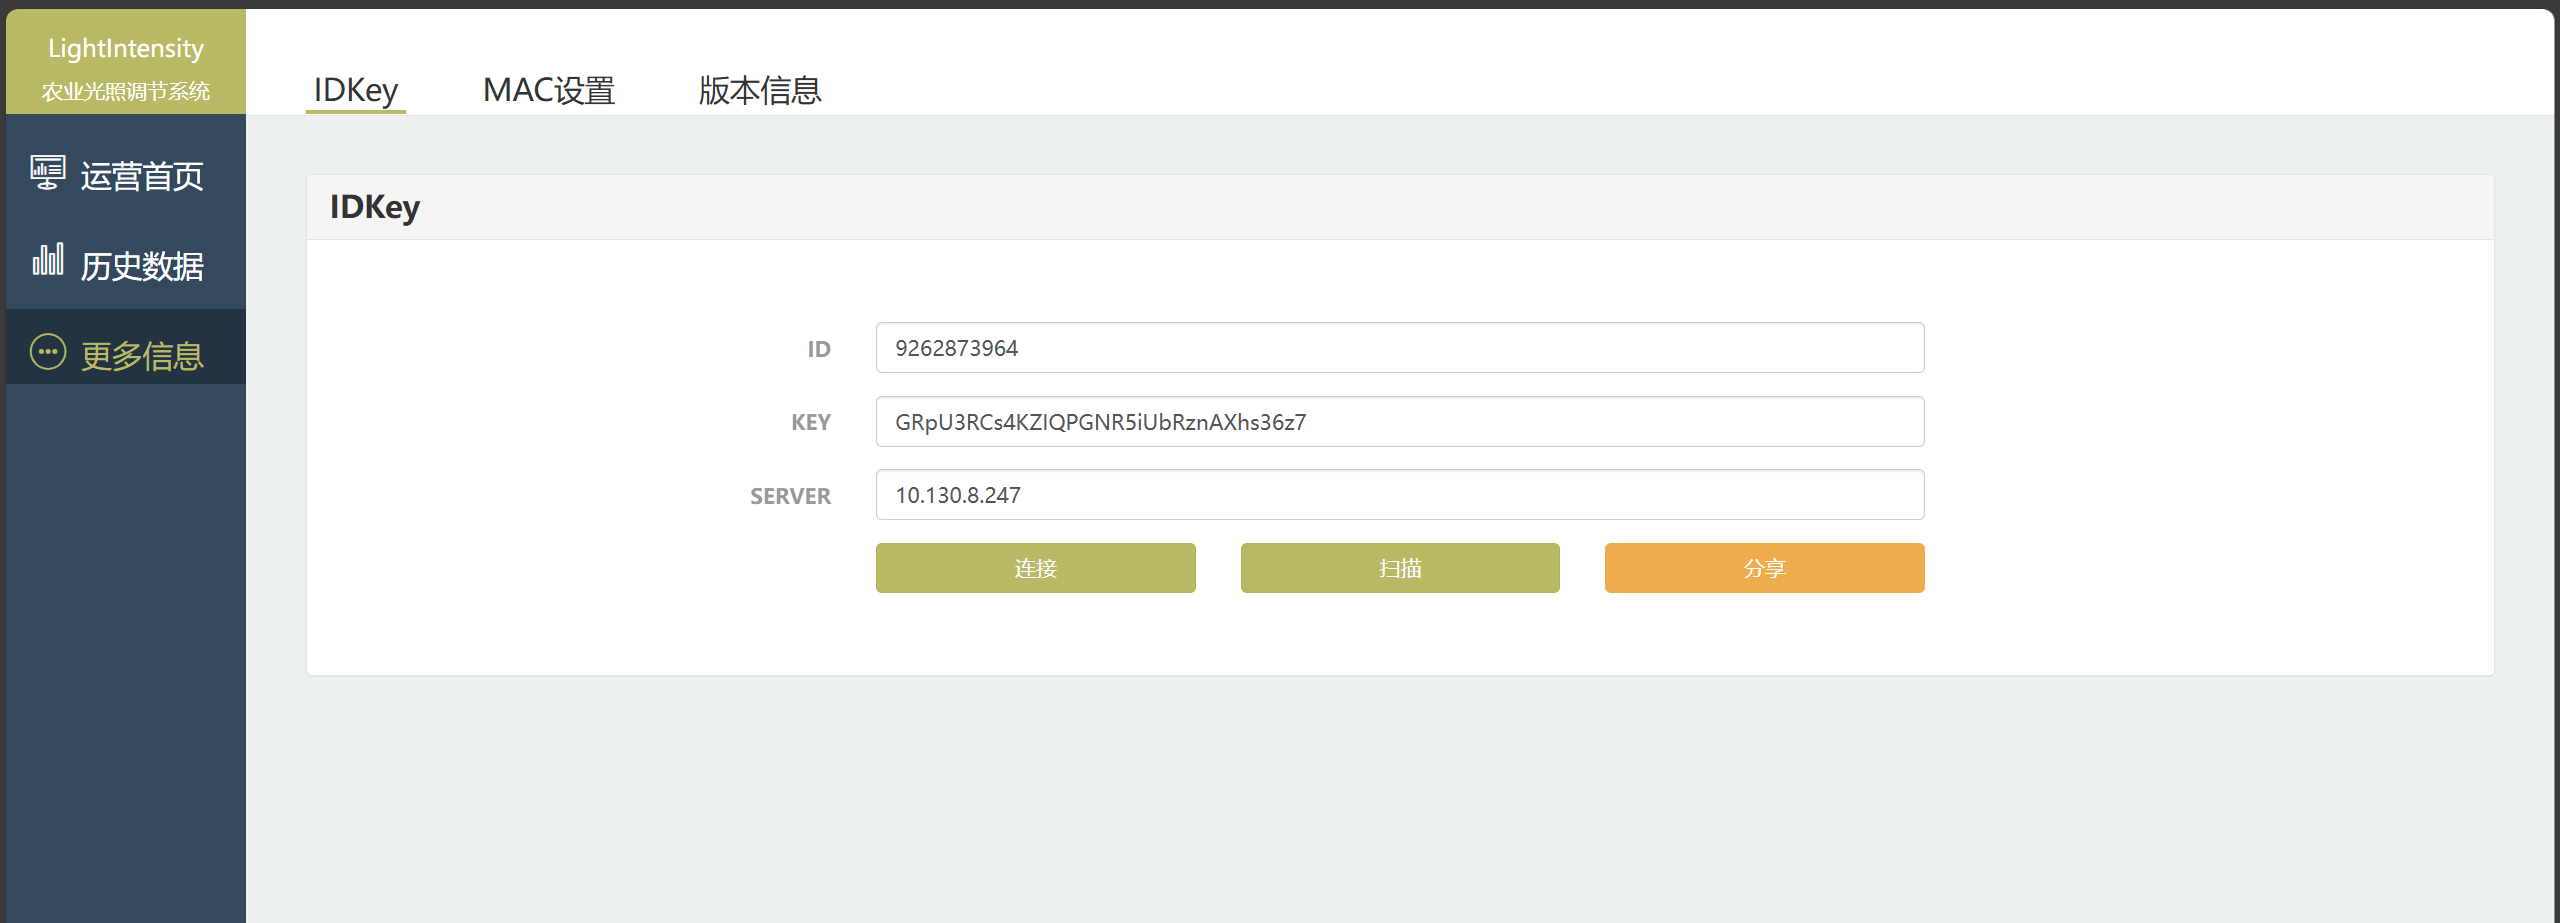 LightIntensity
农业光照调节系统
IDKey
MAC设置
版本信息
运营首页
历史数据
更多信息
IDKey
ID
9262873964
KEY
GRpU3RCs4KZIQPGNR5iUbRznAXhs36z7
SERVER
10.130.8.247
连接
扫描
分享